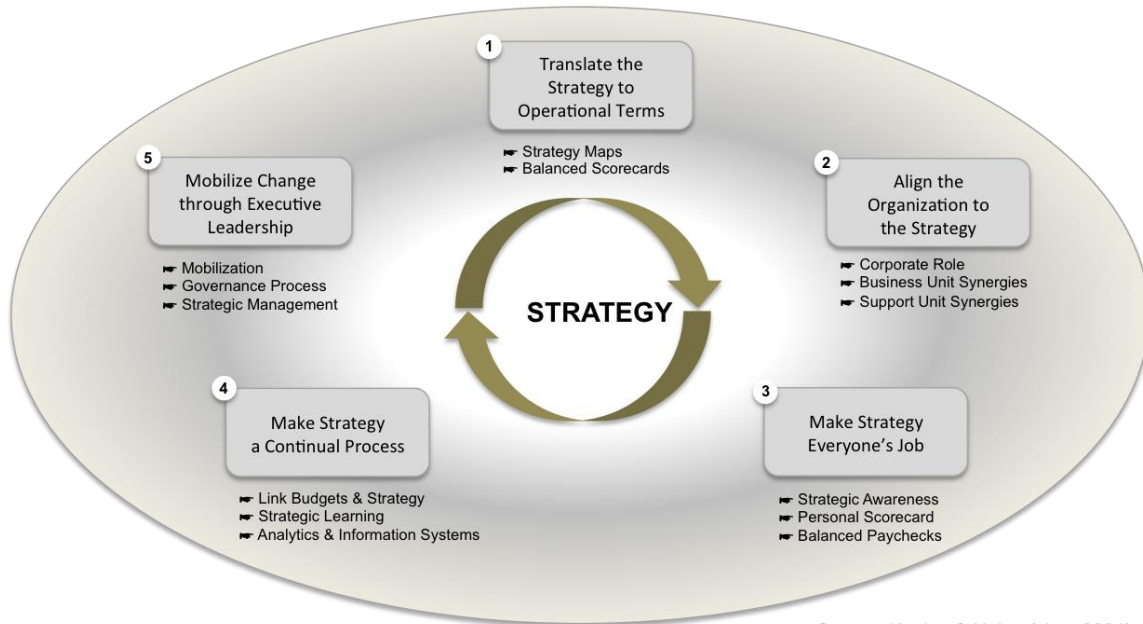 1
Translate the
Strategy to
Operational Terms
Strategy Maps
Balanced Scorecards
2
Align the
Organization to
the Strategy
Corporate Role
Business Unit Synergies
Support Unit Synergies
3
Make Strategy
Everyone's Job
Strategic Awareness
Personal Scorecard
Balanced Paychecks
4
Make Strategy
a Continual Process
Link Budgets & Strategy
Strategic Learning
Analytics & Information Systems
5
Mobilize Change
through Executive
Leadership
Mobilization
Governance Process
Strategic Management
STRATEGY